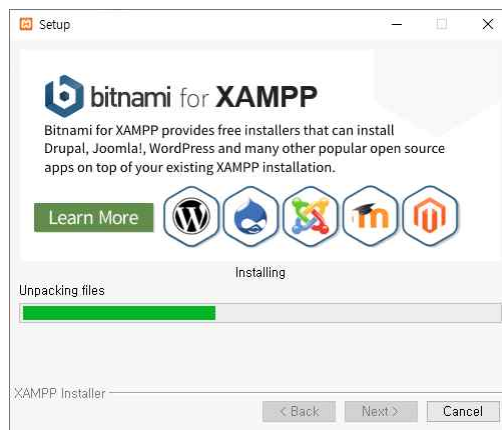 Setup
bitnami for XAMPP
Bitnami for XAMPP provides free installers that can install
Drupal, Joomla!, WordPress and many other popular open source
apps on top of your existing XAMPP installation.
Learn More
Installing
Unpacking files
XAMPP Installer
< Back Next > Cancel